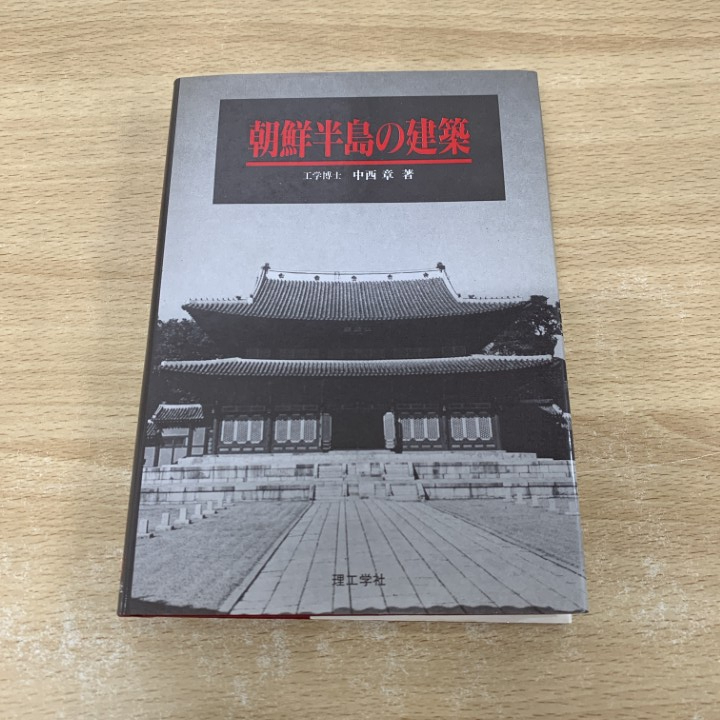 朝鮮半島の建築
工学博士 中西 章 著
理工学社